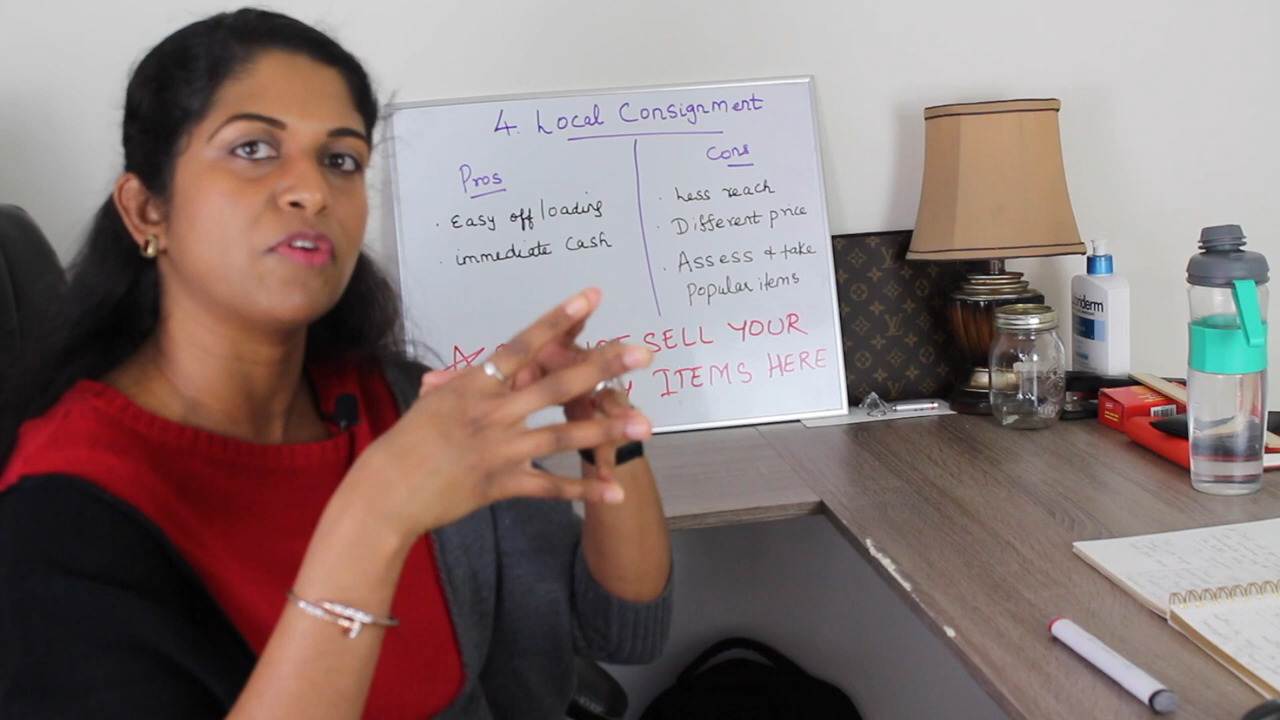 4. Local Consignment
Pros
· Easy off loading
· immediate cash
Cons
· Less reach
· Different price
· Assess & take
popular items
SELL YOUR
ITEMS HERE
derm